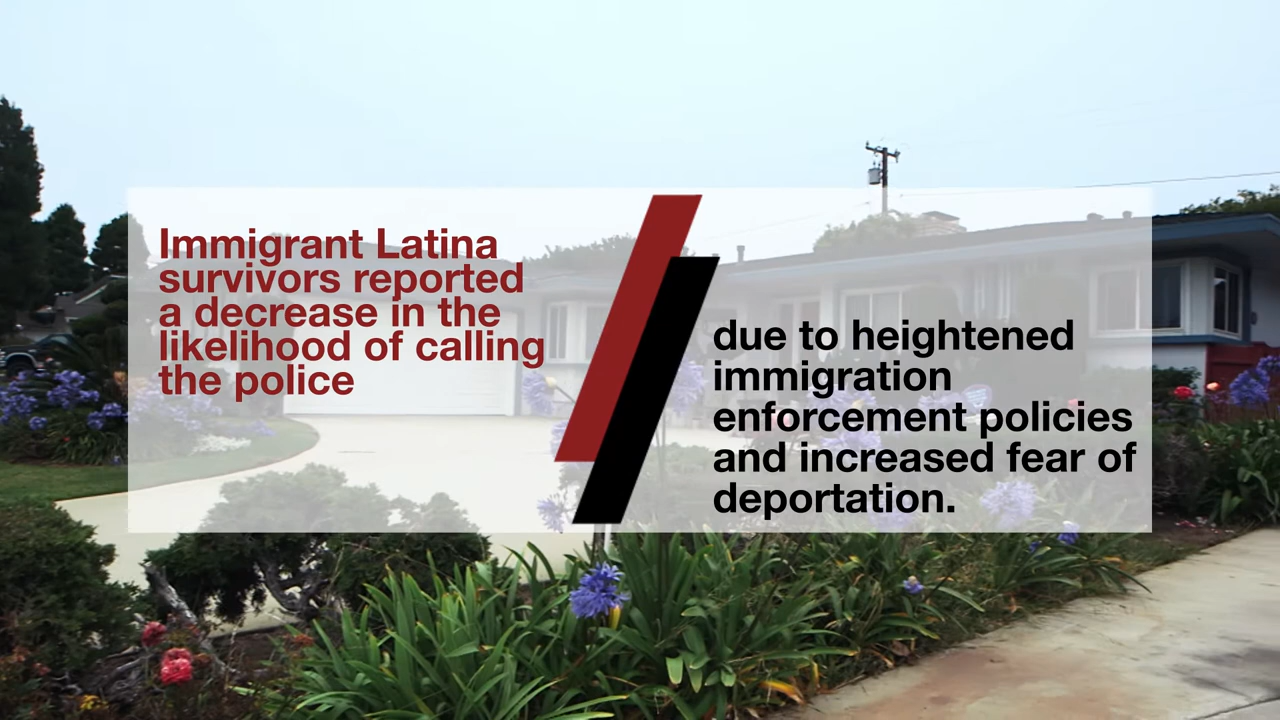 Immigrant Latina
survivors reported
a decrease in the
likelihood of calling
the police
due to heightened
immigration
enforcement policies
and increased fear of
deportation.